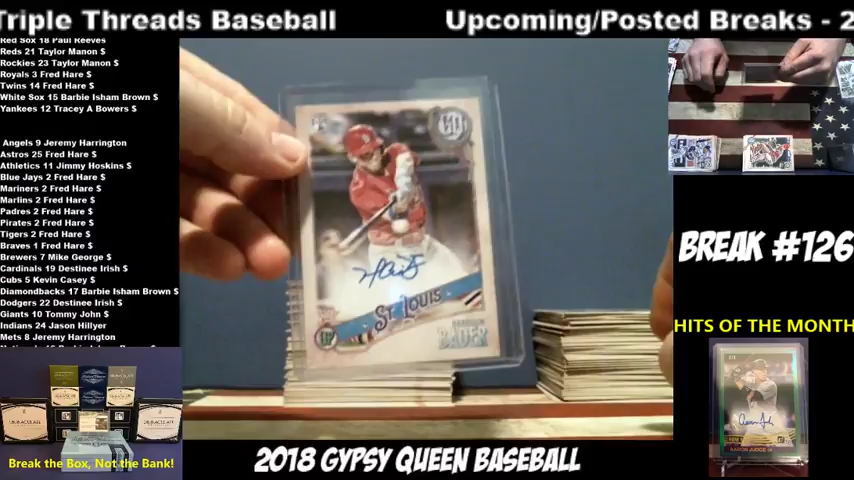 Triple Threads Baseball
Upcoming/Posted Breaks - 2
Red Sox 18 Paul Reeves
Reds 21 Taylor Manon $
Rockies 23 Taylor Manon $
Royals 3 Fred Hare $
Twins 14 Fred Hare $
White Sox 15 Barbie Isham Brown $
Yankees 12 Tracey A Bowers $
Angels 9 Jeremy Harrington
Astros 25 Fred Hare $
Athletics 11 Jimmy Hoskins $
Blue Jays 2 Fred Hare $
Mariners 2 Fred Hare $
Marlins 2 Fred Hare $
Padres 2 Fred Hare $
Pirates 2 Fred Hare $
Tigers 2 Fred Hare $
Braves 1 Fred Hare $
Brewers 7 Mike George $
Cardinals 19 Destinee Irish $
Cubs 5 Kevin Casey $
Diamondbacks 17 Barbie Isham Brown $
Dodgers 22 Destinee Irish $
Giants 10 Tommy John $
Indians 24 Jason Hillyer
Mets 8 Jeremy Harrington
Break the Box, Not the Bank!
ST. LOUIS
BADER
2018 GYPSY QUEEN BASEBALL
BREAK #126
HITS OF THE MONTH
AARON JUDGE